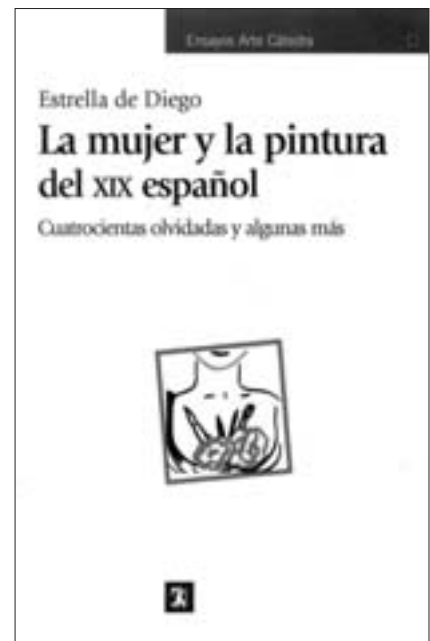 Ensayos Arte Cátedra
Estrella de Diego
La mujer y la pintura
del XIX español
Cuatrocientas olvidadas y algunas más